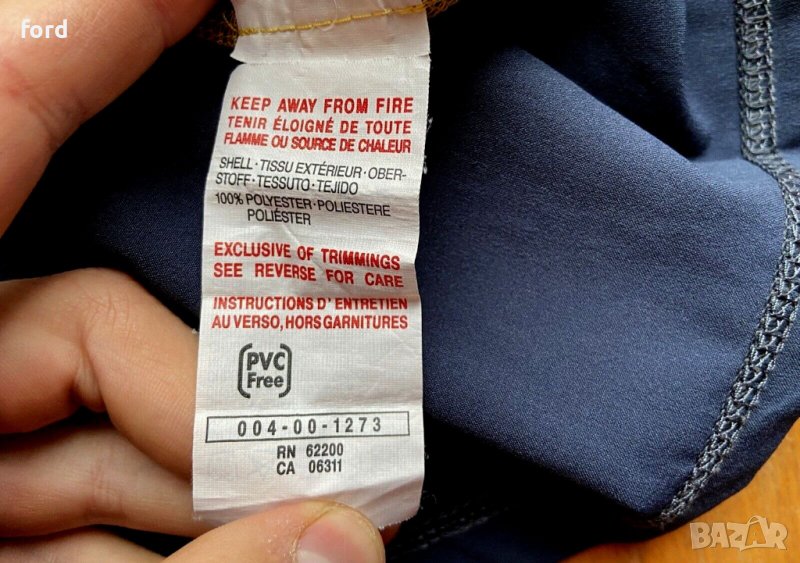 ford
KEEP AWAY FROM FIRE
TENIR ÉLOIGNÉ DE TOUTE
FLAMME OU SOURCE DE CHALEUR
SHELL·TISSU EXTÉRIEUR·OBER-
STOFF·TESSUTO·TEJIDO
100% POLYESTER·POLIESTERE
POLIÉSTER
EXCLUSIVE OF TRIMMINGS
SEE REVERSE FOR CARE
INSTRUCTIONS D'ENTRETIEN
AU VERSO, HORS GARNITURES
PVC
Free
004-00-1273
RN 62200
CA 06311
BAZAR